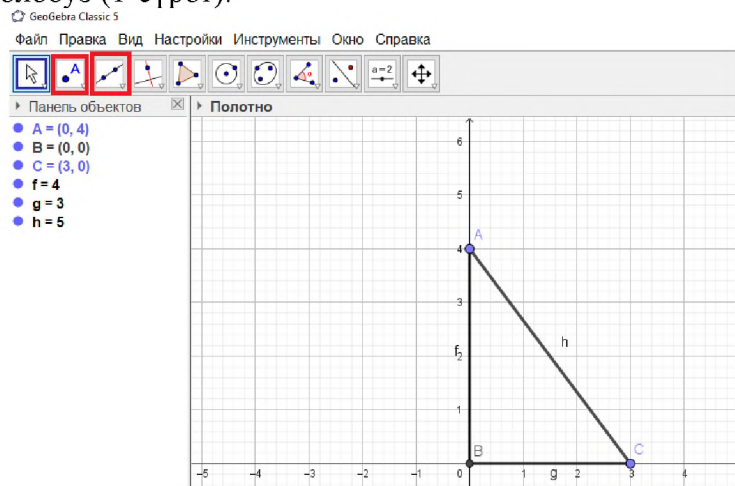 GeoGebra Classic 5
Файл Правка Вид Настройки Инструменты Окно Справка
A
a=2
Панель объектов
Полотно
A = (0, 4)
B = (0, 0)
C = (3, 0)
f = 4
g = 3
h = 5
6
5
A
4
3
h
f
2
1
B
C
-5 -4 -3 -2 -1 0 1 g 2 3 4